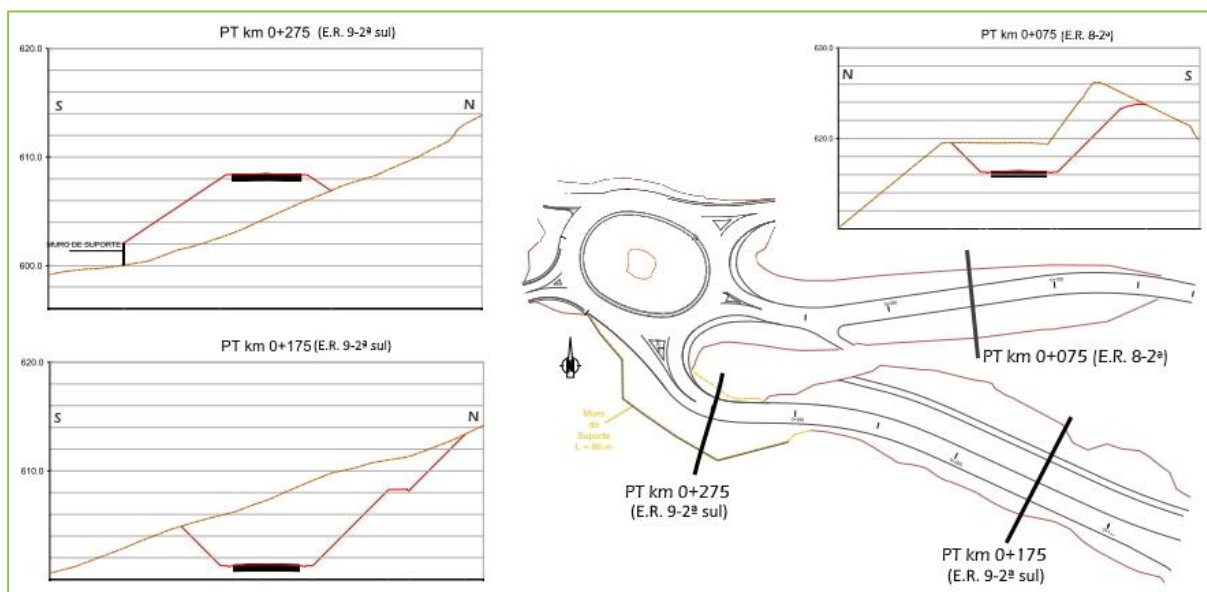 PT km 0+275 (E.R. 9-2ª sul)
620.0
S
N
610.0
MURO DE SUPORTE
600.0
PT km 0+175 (E.R. 9-2ª sul)
620.0
S
N
610.0
PT km 0+075 (E.R. 8-2ª)
630.0
N
S
620.0
N
PT km 0+075 (E.R. 8-2ª)
Muro
de
Suporte
L = 86 m
PT km 0+275
(E.R. 9-2ª sul)
PT km 0+175
(E.R. 9-2ª sul)